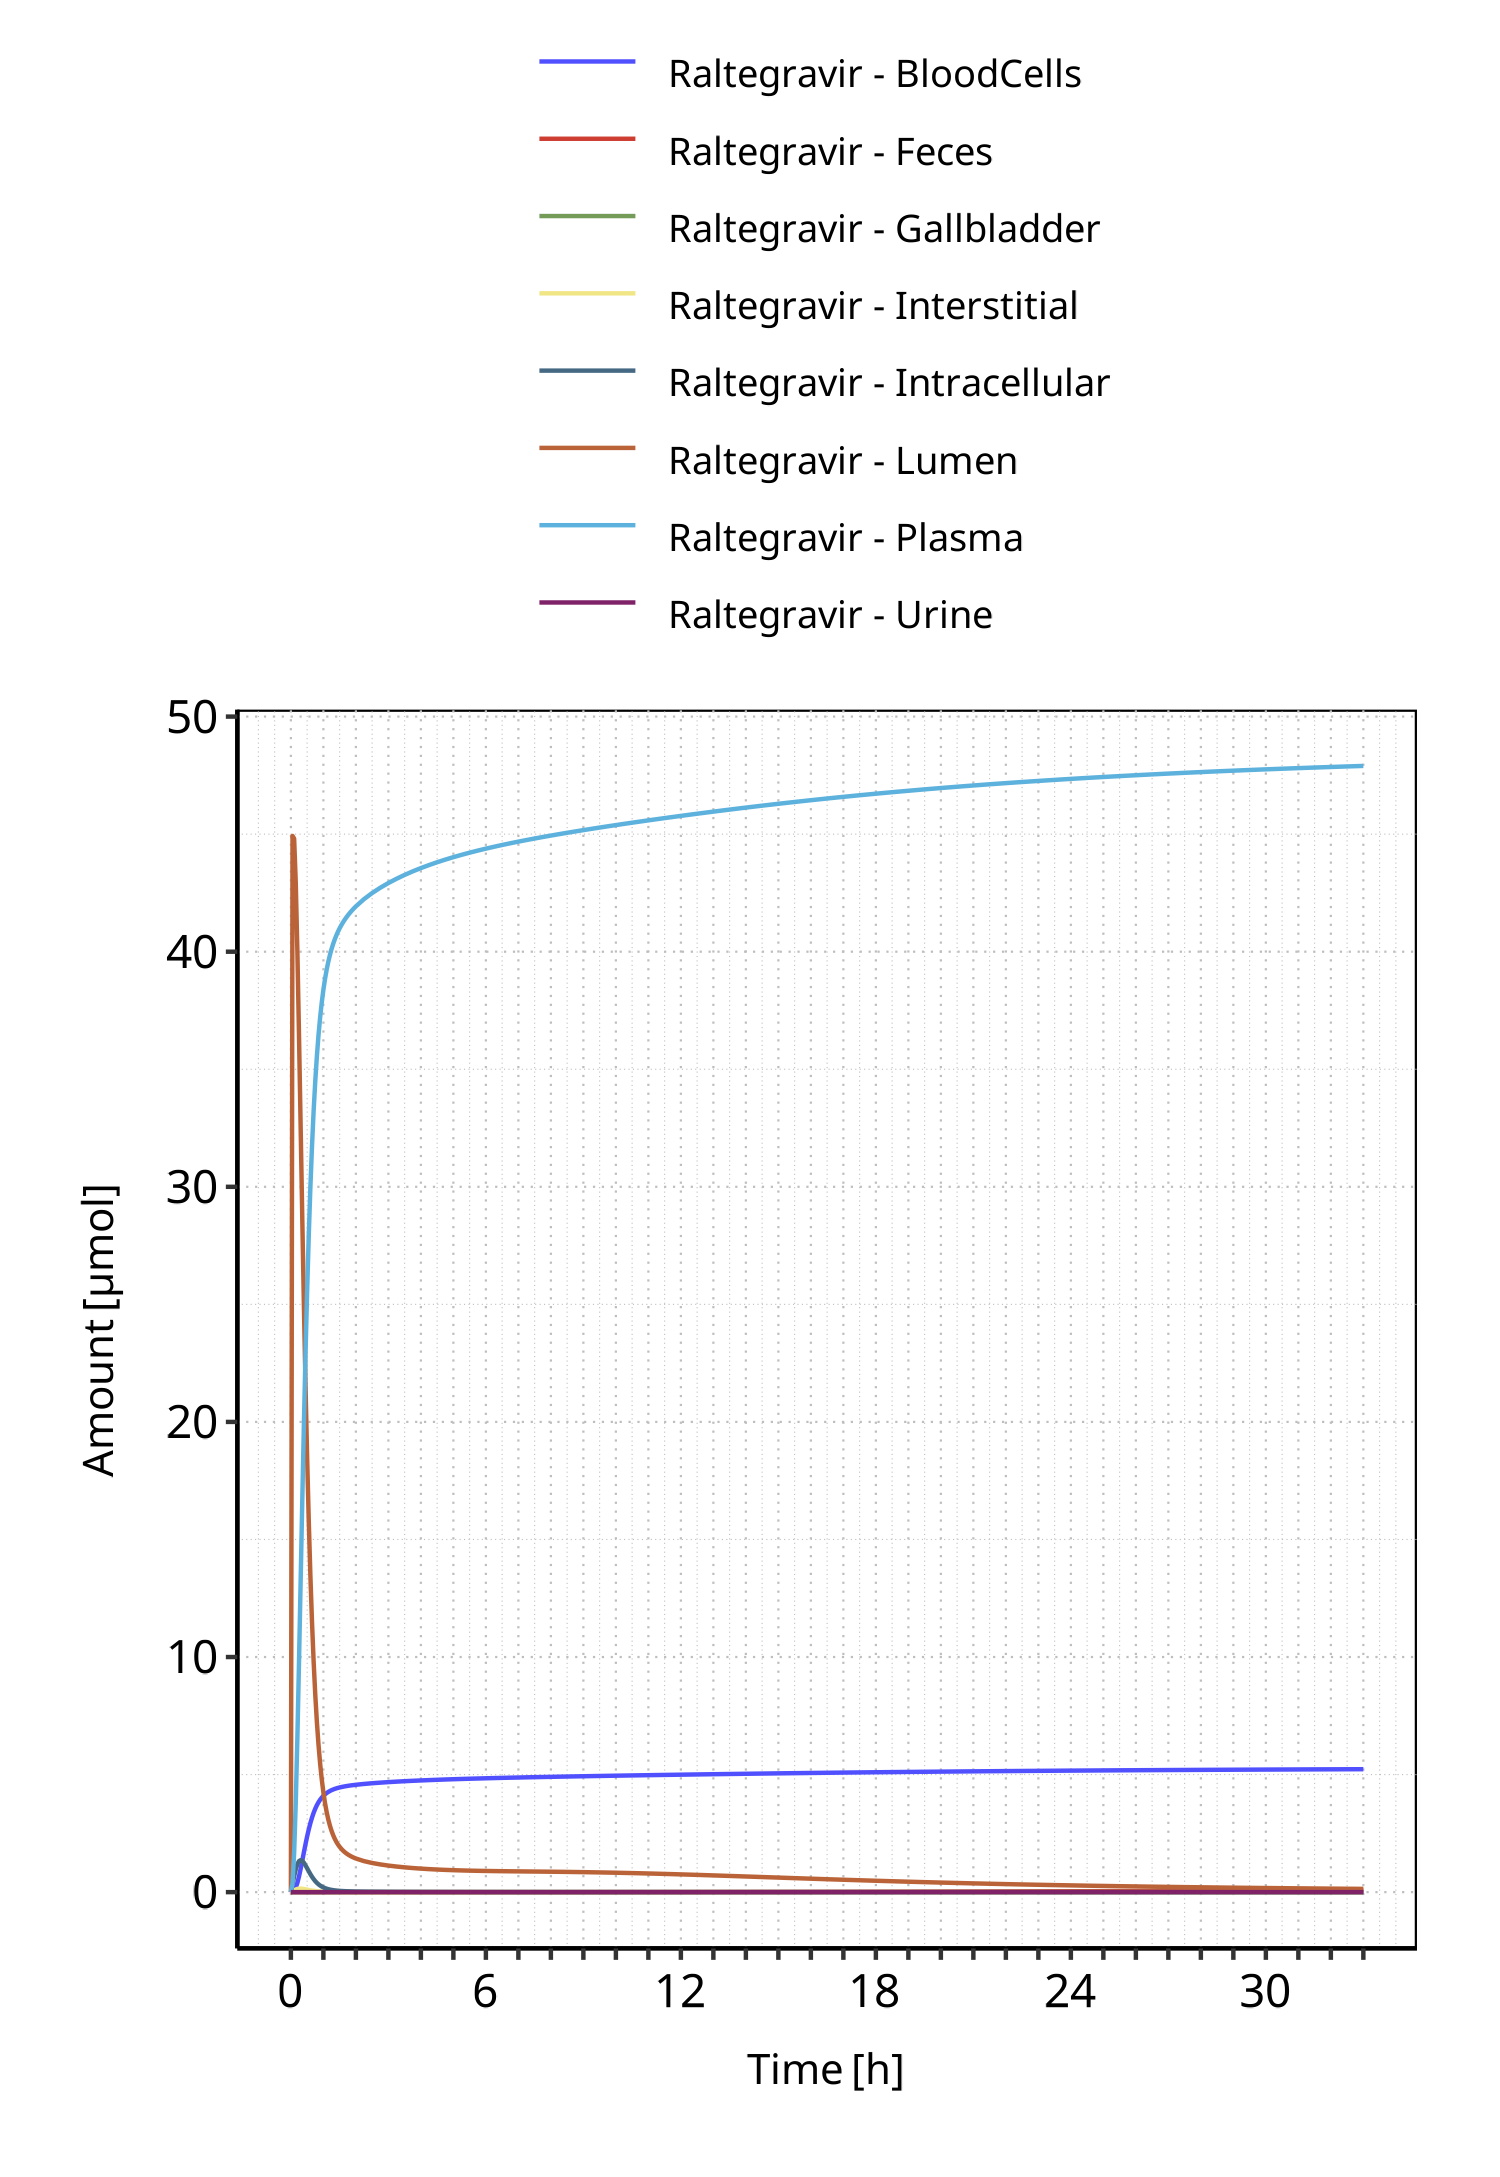 Raltegravir - BloodCells
Raltegravir - Feces
Raltegravir - Gallbladder
Raltegravir - Interstitial
Raltegravir - Intracellular
Raltegravir - Lumen
Raltegravir - Plasma
Raltegravir - Urine
50
40
30
20
10
0
Amount [µmol]
0 6 12 18 24 30
Time [h]